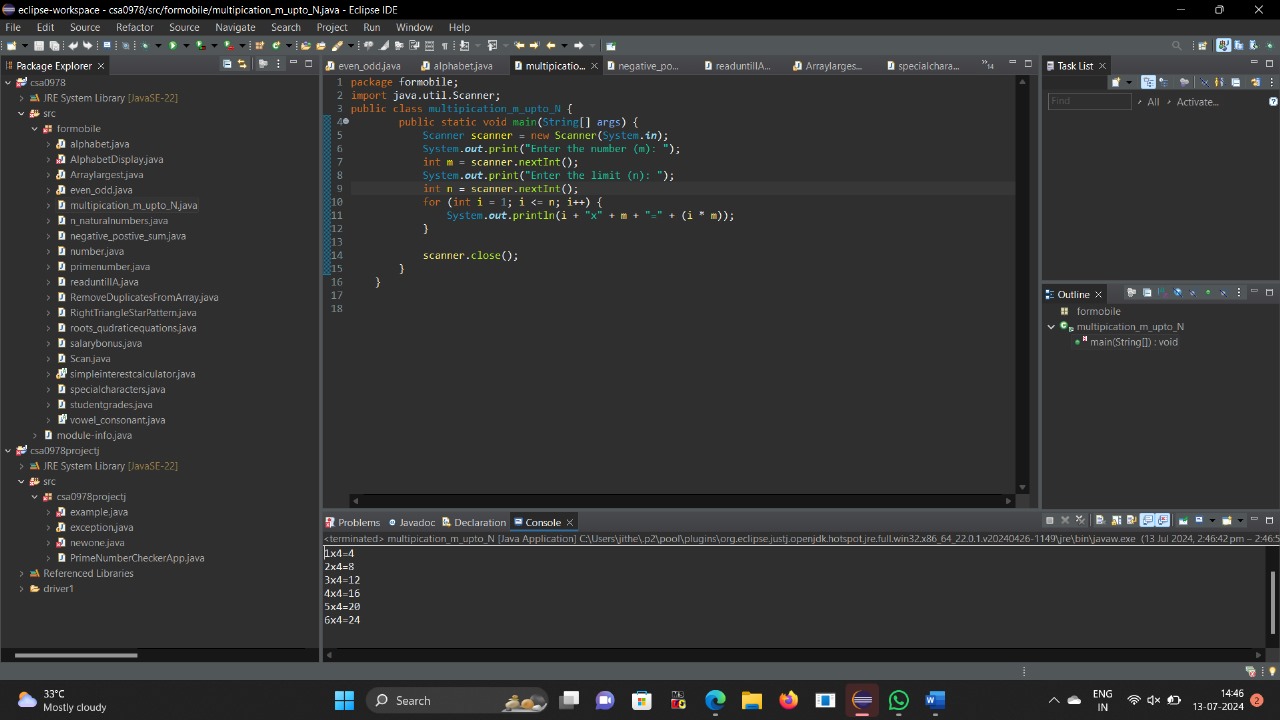 eclipse-workspace - csa0978/src/formobile/multipication_m_upto_N.java - Eclipse IDE
File Edit Source Refactor Source Navigate Search Project Run Window Help
Package Explorer
csa0978
JRE System Library [JavaSE-22]
src
formobile
alphabet.java
AlphabetDisplay.java
Arraylargest.java
even_odd.java
multipication_m_upto_N.java
n_naturalnumbers.java
negative_postive_sum.java
number.java
primenumber.java
readuntillA.java
RemoveDuplicatesFromArray.java
RightTriangleStarPattern.java
roots_qudraticequations.java
salarybonus.java
Scan.java
simpleinterestcalculator.java
specialcharacters.java
studentgrades.java
vowel_consonant.java
module-info.java
csa0978projectj
JRE System Library [JavaSE-22]
src
csa0978projectj
example.java
exception.java
newone.java
PrimeNumberCheckerApp.java
Referenced Libraries
driver1
even_odd.java alphabet.java multipicatio... negative_po... readuntillA... Arraylarges... specialchara... »14
1 package formobile;
2 import java.util.Scanner;
3 public class multipication_m_upto_N {
4 public static void main(String[] args) {
5 Scanner scanner = new Scanner(System.in);
6 System.out.print("Enter the number (m): ");
7 int m = scanner.nextInt();
8 System.out.print("Enter the limit (n): ");
9 int n = scanner.nextInt();
10 for (int i = 1; i <= n; i++) {
11 System.out.println(i + "x" + m + "=" + (i * m));
12 }
13
14 scanner.close();
15 }
16 }
17
18
Task List
Find All Activate...
Outline
formobile
multipication_m_upto_N
main(String[]) : void
Problems Javadoc Declaration Console
<terminated> multipication_m_upto_N [Java Application] C:\Users\jithe\.p2\pool\plugins\org.eclipse.justj.openjdk.hotspot.jre.full.win32.x86_64_22.0.1.v20240426-1149\jre\bin\javaw.exe (13 Jul 2024, 2:46:42 pm – 2:46:5
1x4=4
2x4=8
3x4=12
4x4=16
5x4=20
6x4=24
33°C
Mostly cloudy
Search
ENG
IN
14:46
13-07-2024
2